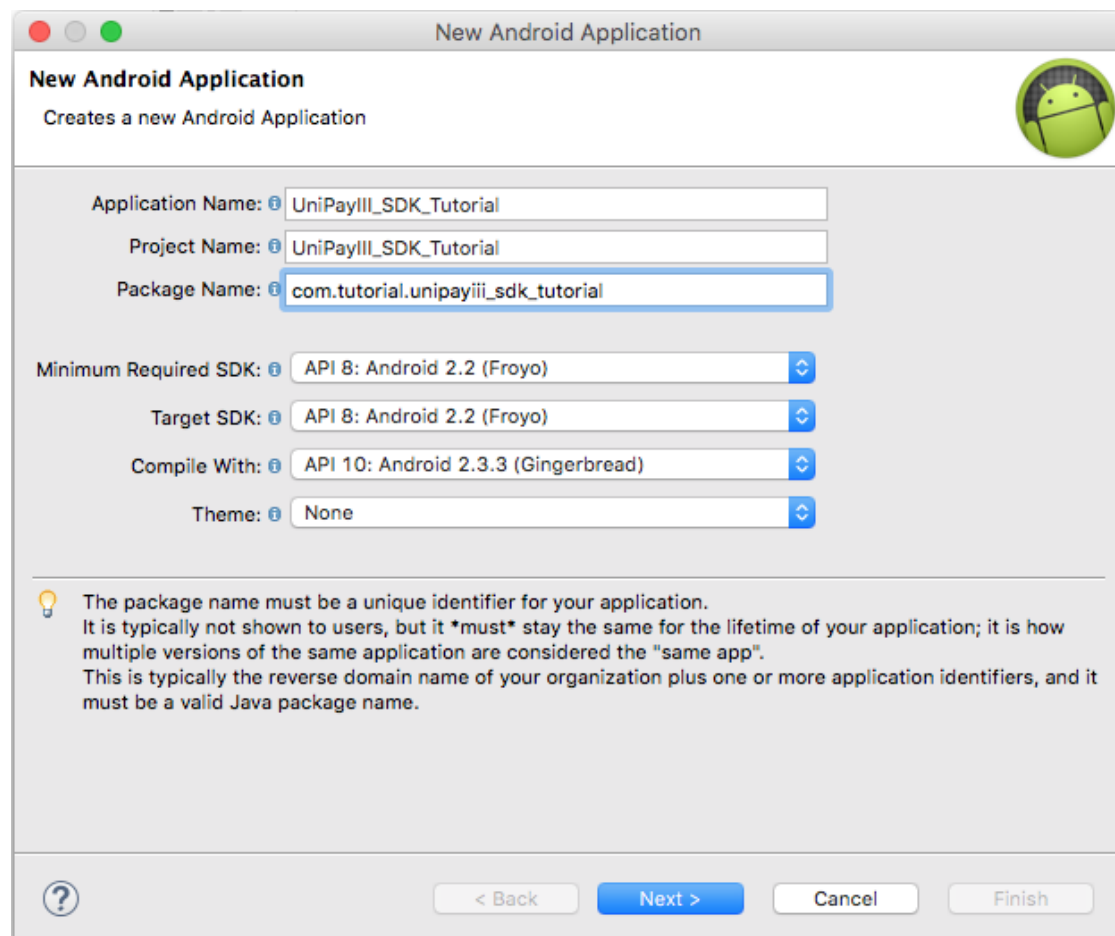 New Android Application
New Android Application
Creates a new Android Application
Application Name: UniPayIII_SDK_Tutorial
Project Name: UniPayIII_SDK_Tutorial
Package Name: com.tutorial.unipayiii_sdk_tutorial
Minimum Required SDK: API 8: Android 2.2 (Froyo)
Target SDK: API 8: Android 2.2 (Froyo)
Compile With: API 10: Android 2.3.3 (Gingerbread)
Theme: None
The package name must be a unique identifier for your application.
It is typically not shown to users, but it *must* stay the same for the lifetime of your application; it is how
multiple versions of the same application are considered the "same app".
This is typically the reverse domain name of your organization plus one or more application identifiers, and it
must be a valid Java package name.
? < Back Next > Cancel Finish